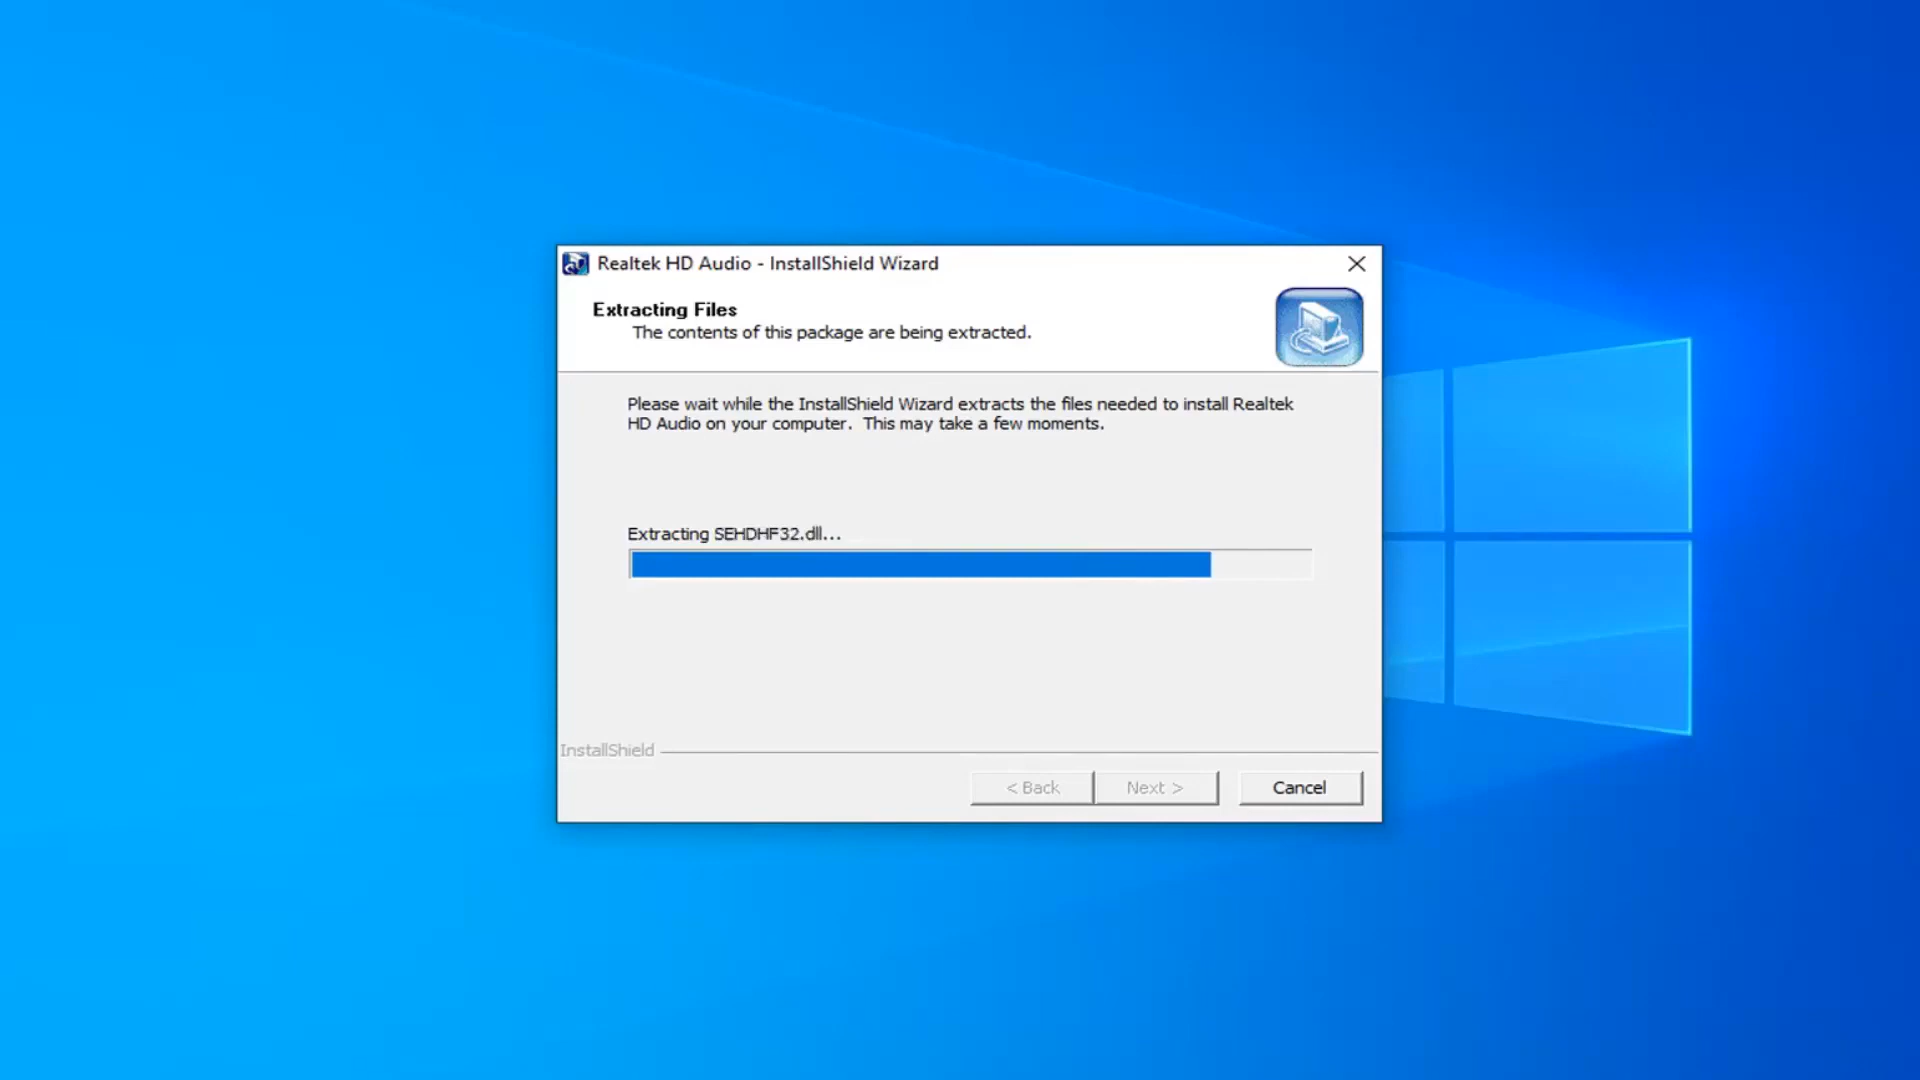 Realtek HD Audio - InstallShield Wizard
Extracting Files
The contents of this package are being extracted.
Please wait while the InstallShield Wizard extracts the files needed to install Realtek
HD Audio on your computer.  This may take a few moments.
Extracting SEHDHF32.dll...
InstallShield
< Back
Next >
Cancel